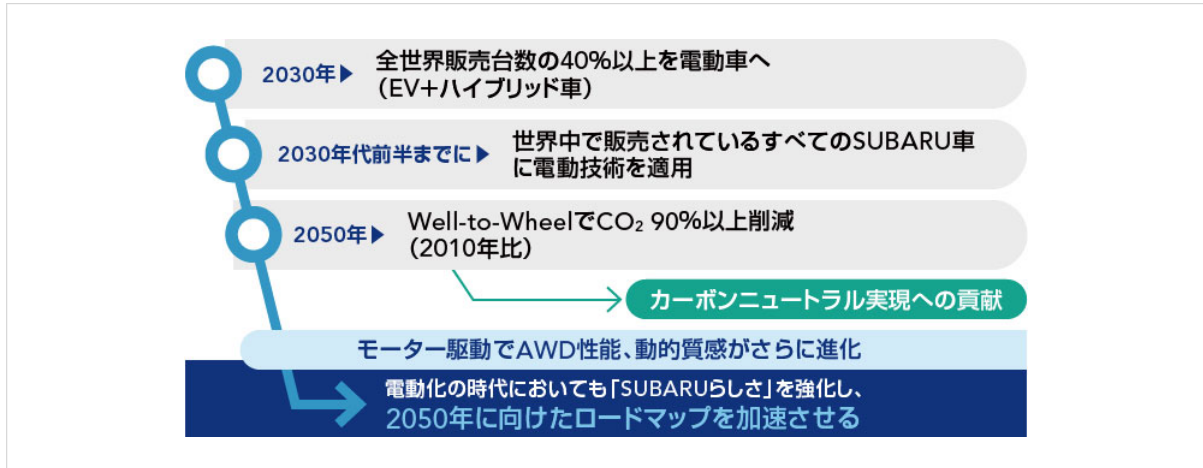 2030年▶ 全世界販売台数の40%以上を電動車へ
（EV+ハイブリッド車）
2030年代前半までに▶ 世界中で販売されているすべてのSUBARU車
に電動技術を適用
2050年▶ Well-to-WheelでCO₂ 90%以上削減
（2010年比）
カーボンニュートラル実現への貢献
モーター駆動でAWD性能、動的質感がさらに進化
電動化の時代においても「SUBARUらしさ」を強化し、
2050年に向けたロードマップを加速させる